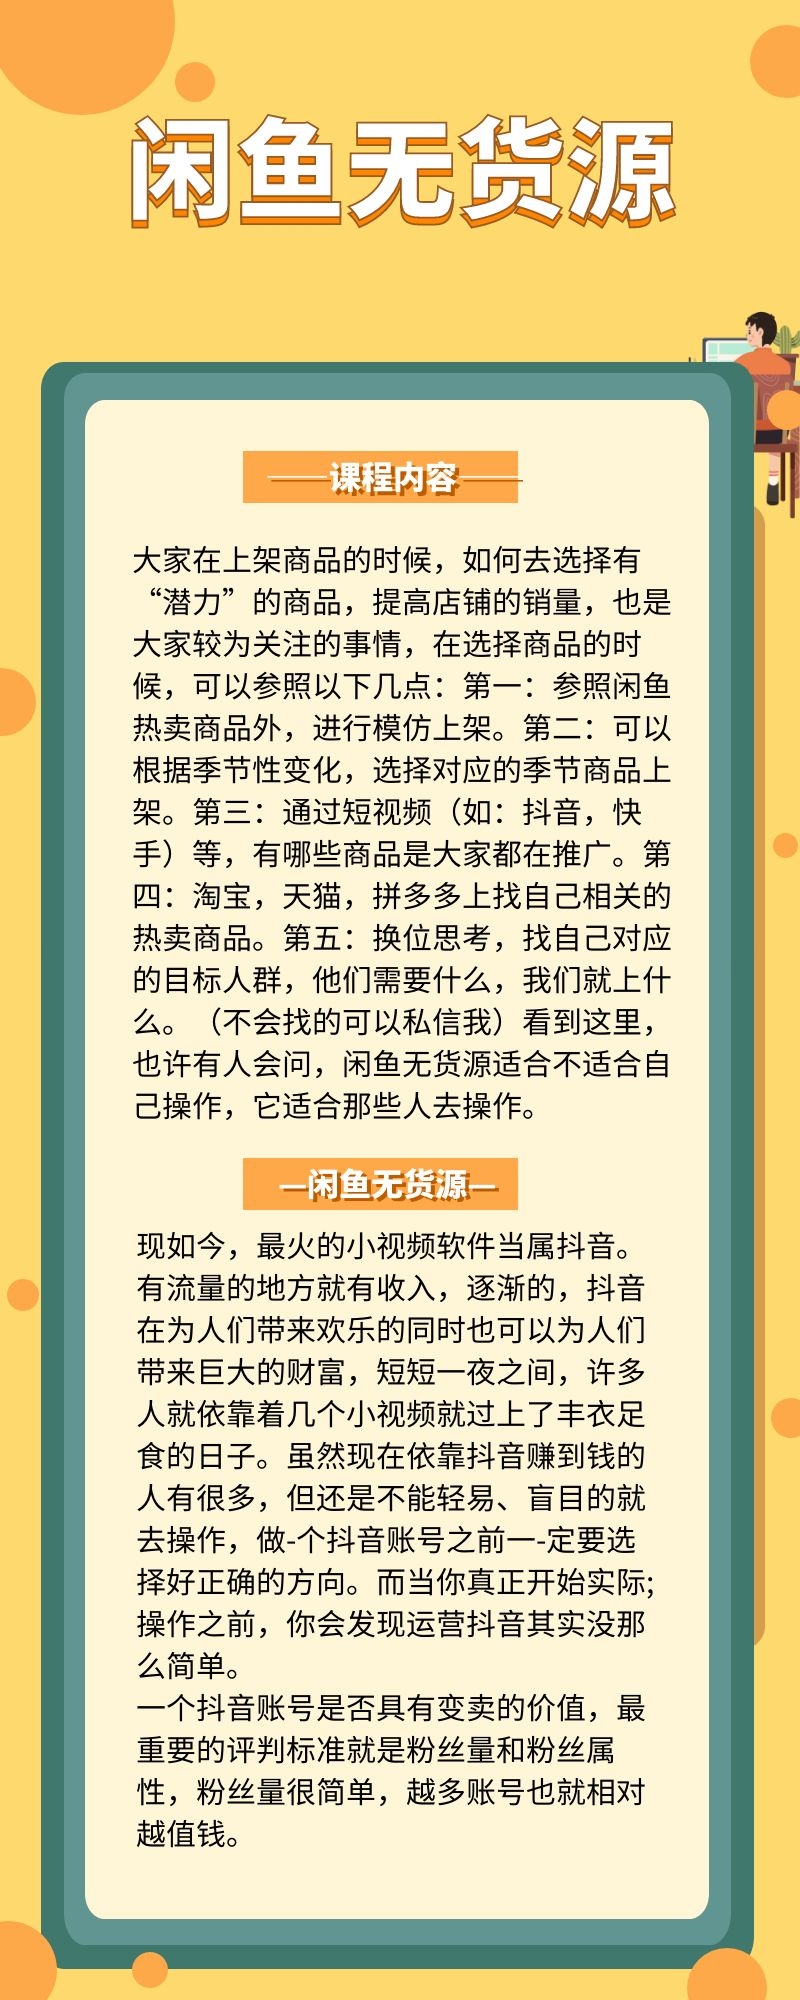 闲鱼无货源
课程内容
大家在上架商品的时候，如何去选择有
“潜力”的商品，提高店铺的销量，也是
大家较为关注的事情，在选择商品的时
候，可以参照以下几点：第一：参照闲鱼
热卖商品外，进行模仿上架。第二：可以
根据季节性变化，选择对应的季节商品上
架。第三：通过短视频（如：抖音，快
手）等，有哪些商品是大家都在推广。第
四：淘宝，天猫，拼多多上找自己相关的
热卖商品。第五：换位思考，找自己对应
的目标人群，他们需要什么，我们就上什
么。（不会找的可以私信我）看到这里，
也许有人会问，闲鱼无货源适合不适合自
己操作，它适合那些人去操作。
—闲鱼无货源—
现如今，最火的小视频软件当属抖音。
有流量的地方就有收入，逐渐的，抖音
在为人们带来欢乐的同时也可以为人们
带来巨大的财富，短短一夜之间，许多
人就依靠着几个小视频就过上了丰衣足
食的日子。虽然现在依靠抖音赚到钱的
人有很多，但还是不能轻易、盲目的就
去操作，做-个抖音账号之前一-定要选
择好正确的方向。而当你真正开始实际;
操作之前，你会发现运营抖音其实没那
么简单。
一个抖音账号是否具有变卖的价值，最
重要的评判标准就是粉丝量和粉丝属
性，粉丝量很简单，越多账号也就相对
越值钱。